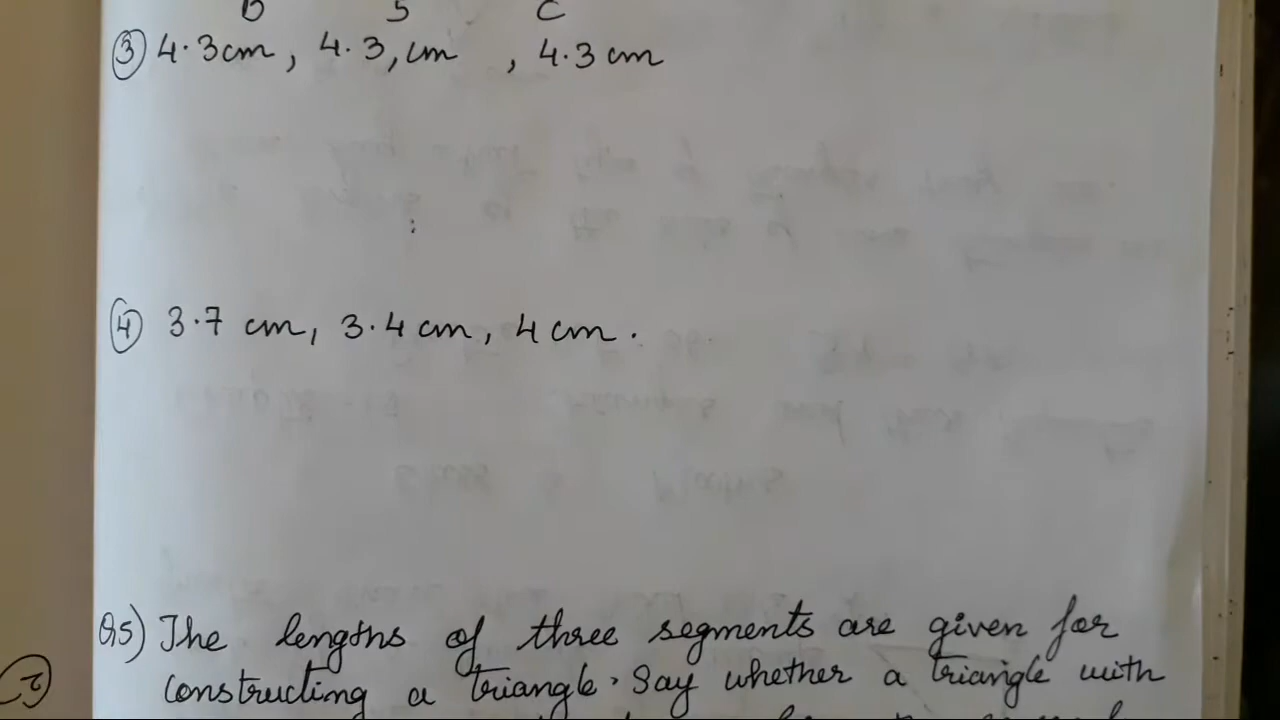 B 5 C
③ 4.3cm, 4.3,cm , 4.3 cm
④ 3.7 cm, 3.4 cm, 4 cm.
Q5) The lengths of three segments are given for
constructing a triangle. Say whether a triangle with